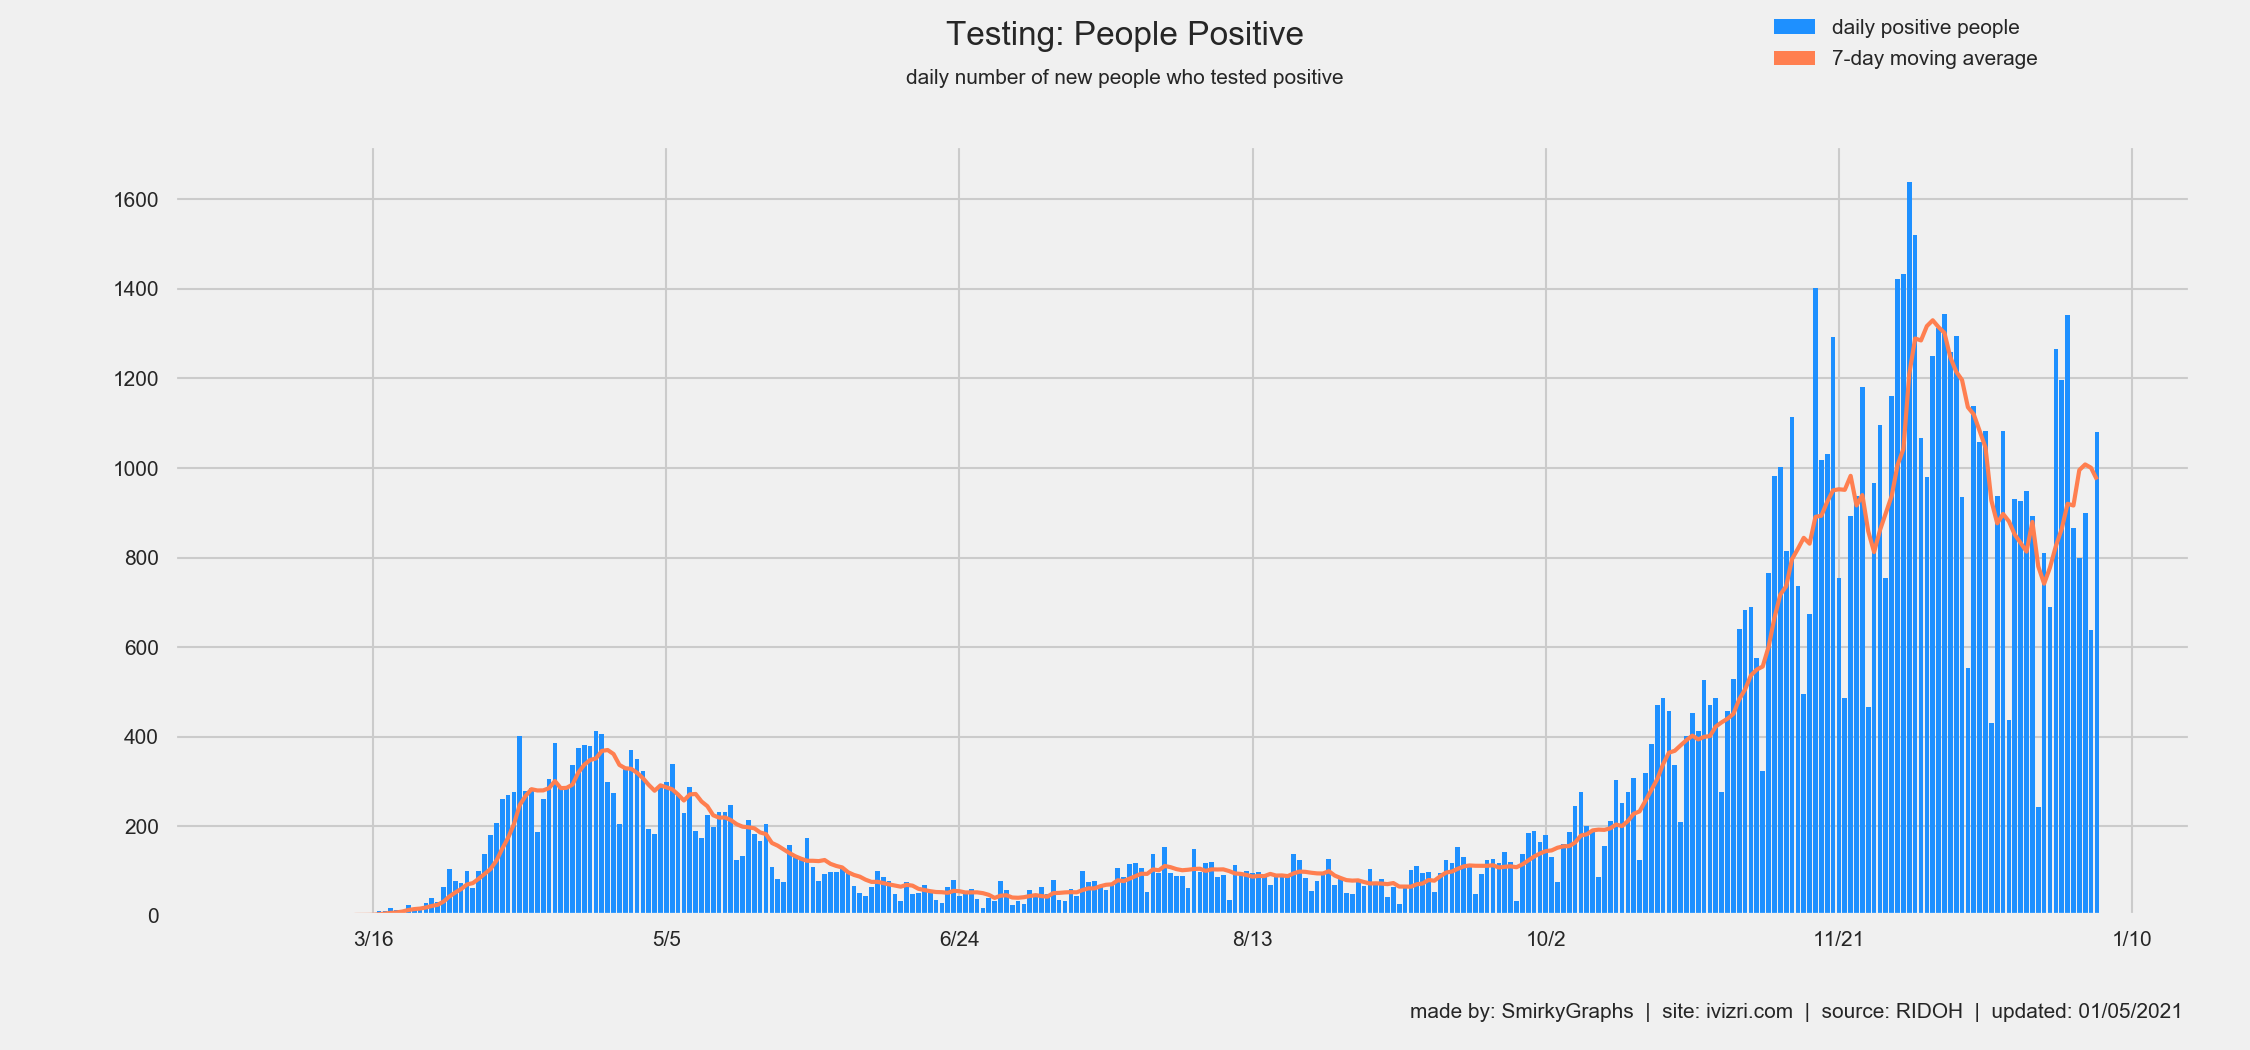 Testing: People Positive
daily number of new people who tested positive
daily positive people
7-day moving average
1600
1400
1200
1000
800
600
400
200
0
3/16 5/5 6/24 8/13 10/2 11/21 1/10
made by: SmirkyGraphs | site: ivizri.com | source: RIDOH | updated: 01/05/2021